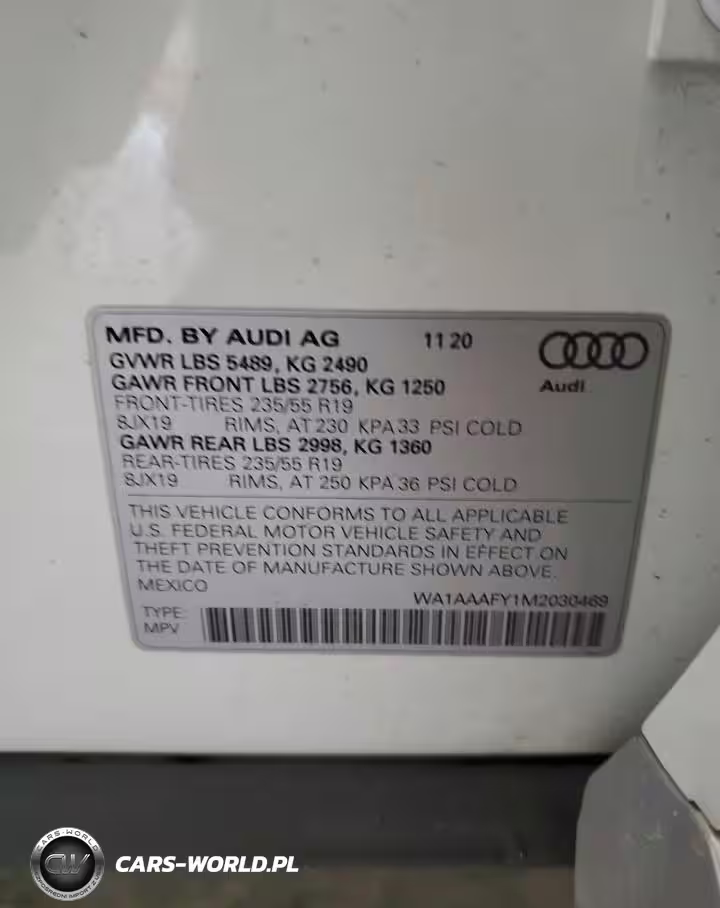 MFD. BY AUDI AG 11 20
GVWR LBS 5489, KG 2490
GAWR FRONT LBS 2756, KG 1250
Audi
FRONT-TIRES 235/55 R19
8JX19 RIMS, AT 230 KPA 33 PSI COLD
GAWR REAR LBS 2998, KG 1360
REAR-TIRES 235/55 R19
8JX19 RIMS, AT 250 KPA 36 PSI COLD
THIS VEHICLE CONFORMS TO ALL APPLICABLE
U.S. FEDERAL MOTOR VEHICLE SAFETY AND
THEFT PREVENTION STANDARDS IN EFFECT ON
THE DATE OF MANUFACTURE SHOWN ABOVE.
MEXICO
WA1AAAFY1M2030469
TYPE:
MPV
CARS-WORLD
CW
CARS-WORLD.PL